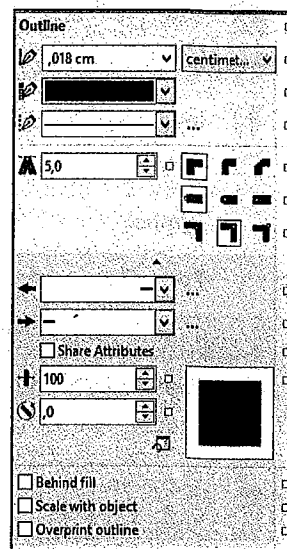 Outline
,018 cm centimet...
...
5,0
...
...
Share Attributes
100
,0
Behind fill
Scale with object
Overprint outline